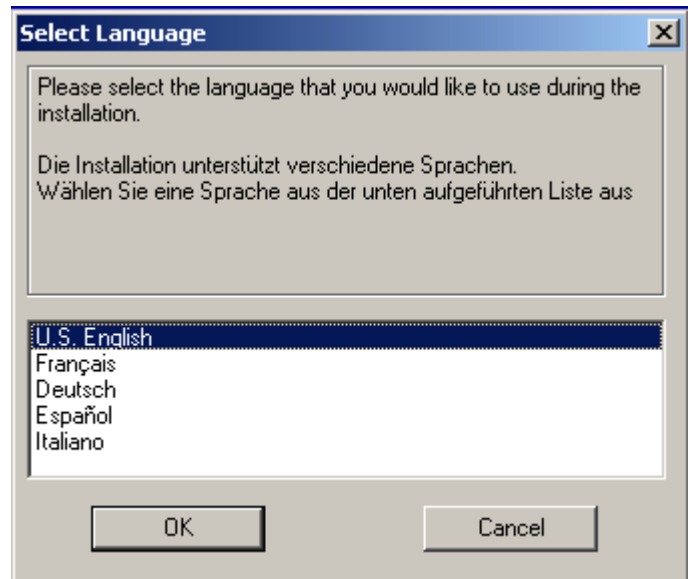 Select Language
Please select the language that you would like to use during the
installation.
Die Installation unterstützt verschiedene Sprachen.
Wählen Sie eine Sprache aus der unten aufgeführten Liste aus
U.S. English
Français
Deutsch
Español
Italiano
OK
Cancel